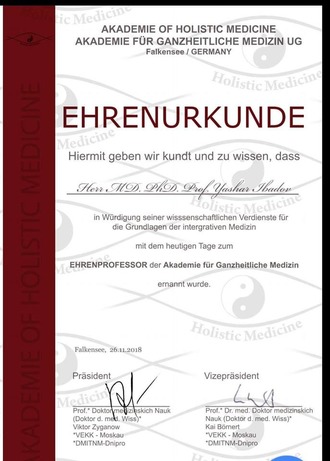 AKADEMIE OF HOLISTIC MEDICINE
AKADEMIE FÜR GANZHEITLICHE MEDIZIN UG
Falkensee / GERMANY
EHRENURKUNDE
Hiermit geben wir kundt und zu wissen, dass
Herr MD. PhD. Prof. Yashar Ibadov
in Würdigung seiner wisssenschaftlichen Verdienste für
die Grundlagen der intergrativen Medizin
mit dem heutigen Tage zum
EHRENPROFESSOR der Akademie für Ganzheitliche Medizin
ernannt wurde.
Falkensee, 26.11.2018
Präsident
Prof.* Doktor medizinskich Nauk
(Doktor d. med. Wiss)*
Viktor Zyganow
*VEKK - Moskau
*DMITNM-Dnipro
Vizepräsident
Prof.* Dr. med. Doktor medizinskich
Nauk (Doktor d. med. Wiss)*
Kai Börnert
*VEKK - Moskau
*DMITNM-Dnipro
AKADEMIE OF HOLISTIC MEDICINE
Holistic Medicine
Holistic Medicine